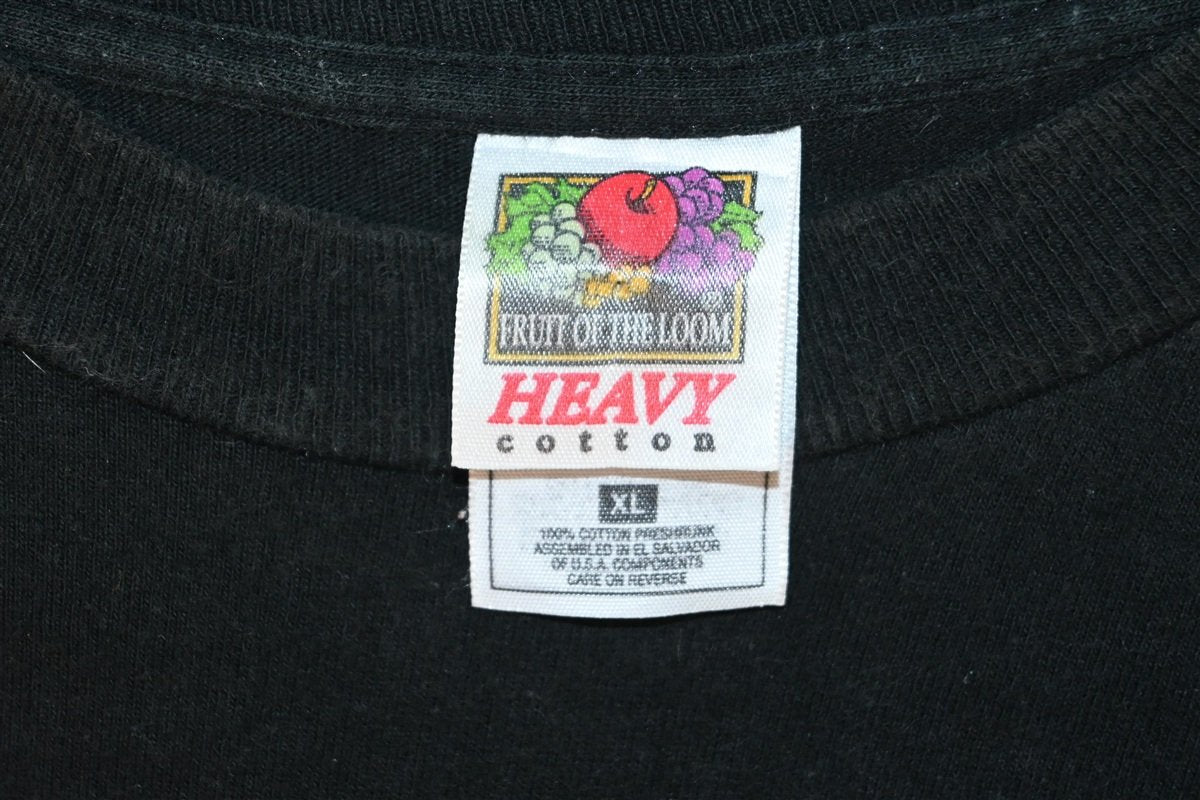 FRUIT OF THE LOOM
®
HEAVY
cotton
XL
100% COTTON PRESHRUNK
ASSEMBLED IN EL SALVADOR
OF U.S.A. COMPONENTS
CARE ON REVERSE